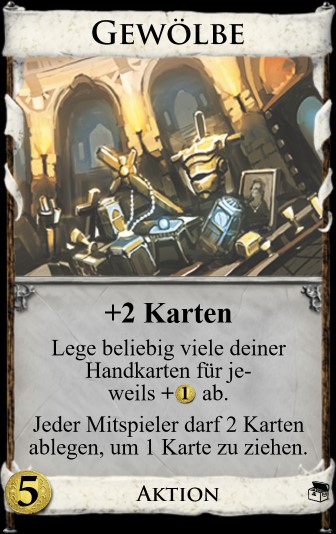 Gewölbe
+2 Karten
Lege beliebig viele deiner
Handkarten für je-
weils +1 ab.
Jeder Mitspieler darf 2 Karten
ablegen, um 1 Karte zu ziehen.
5 Aktion